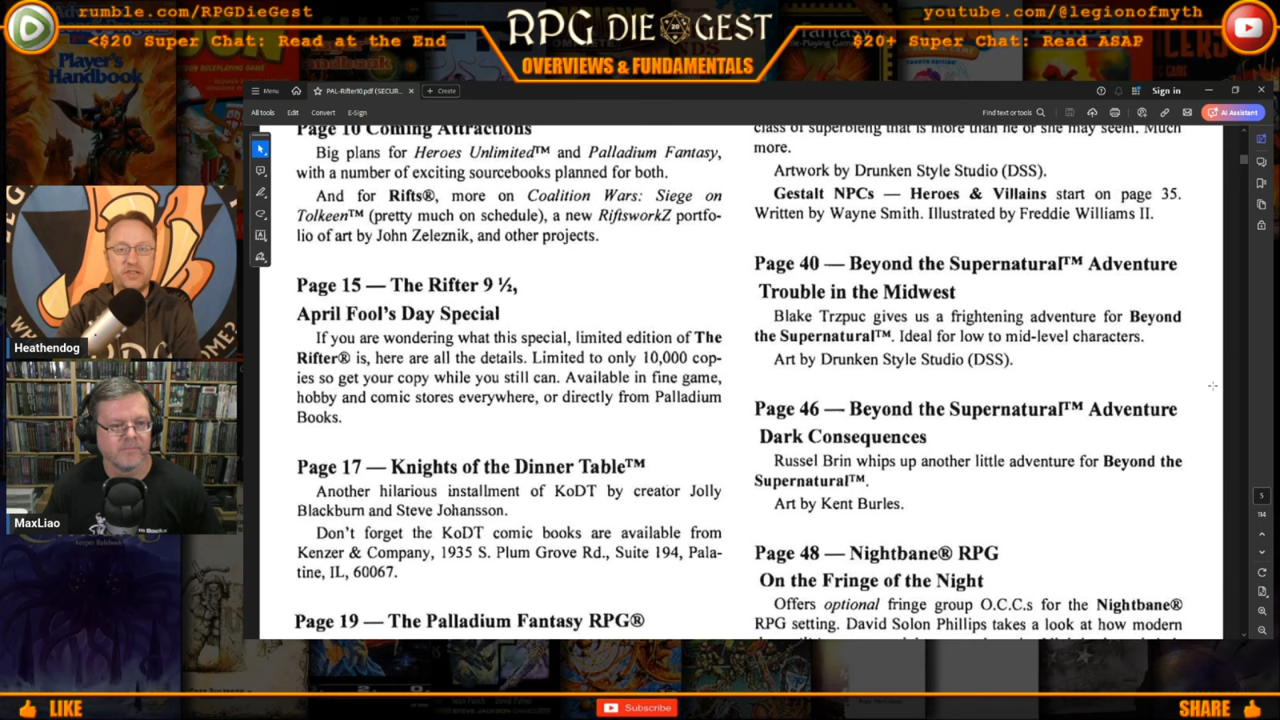 rumble.com/RPGDieGest
<$20 Super Chat: Read at the End
RPG DIE GEST
OVERVIEWS & FUNDAMENTALS
youtube.com/@legionofmyth
$20+ Super Chat: Read ASAP
Player's
Handbook
Menu
PAL-Rifter10.pdf (SECUR...
+ Create
Sign in
All tools
Edit
Convert
E-Sign
Find text or tools
AI Assistant
Page 10 Coming Attractions
Big plans for Heroes Unlimited™ and Palladium Fantasy,
with a number of exciting sourcebooks planned for both.
And for Rifts®, more on Coalition Wars: Siege on
Tolkeen™ (pretty much on schedule), a new RiftsworkZ portfo-
lio of art by John Zeleznik, and other projects.
Page 15 — The Rifter 9 ½,
April Fool's Day Special
If you are wondering what this special, limited edition of The
Rifter® is, here are all the details. Limited to only 10,000 cop-
ies so get your copy while you still can. Available in fine game,
hobby and comic stores everywhere, or directly from Palladium
Books.
Page 17 — Knights of the Dinner Table™
Another hilarious installment of KoDT by creator Jolly
Blackburn and Steve Johansson.
Don't forget the KoDT comic books are available from
Kenzer & Company, 1935 S. Plum Grove Rd., Suite 194, Pala-
tine, IL, 60067.
Page 19 — The Palladium Fantasy RPG®
class of superbeing that is more than he or she may seem. Much
more.
Artwork by Drunken Style Studio (DSS).
Gestalt NPCs — Heroes & Villains start on page 35.
Written by Wayne Smith. Illustrated by Freddie Williams II.
Page 40 — Beyond the Supernatural™ Adventure
Trouble in the Midwest
Blake Trzpuc gives us a frightening adventure for Beyond
the Supernatural™. Ideal for low to mid-level characters.
Art by Drunken Style Studio (DSS).
Page 46 — Beyond the Supernatural™ Adventure
Dark Consequences
Russel Brin whips up another little adventure for Beyond the
Supernatural™.
Art by Kent Burles.
Page 48 — Nightbane® RPG
On the Fringe of the Night
Offers optional fringe group O.C.C.s for the Nightbane®
RPG setting. David Solon Phillips takes a look at how modern
5
114
Heathendog
MaxLiao
LIKE
Subscribe
SHARE